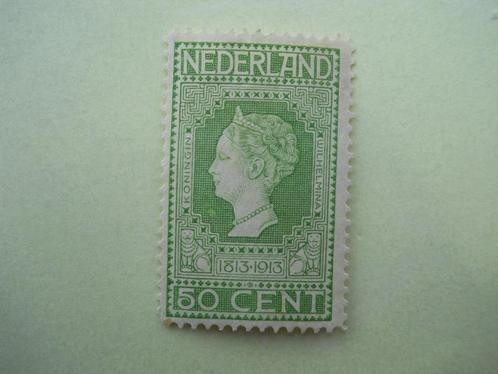 NEDERLAND
KONINGIN
WILHELMINA
1813·1913
50 CENT